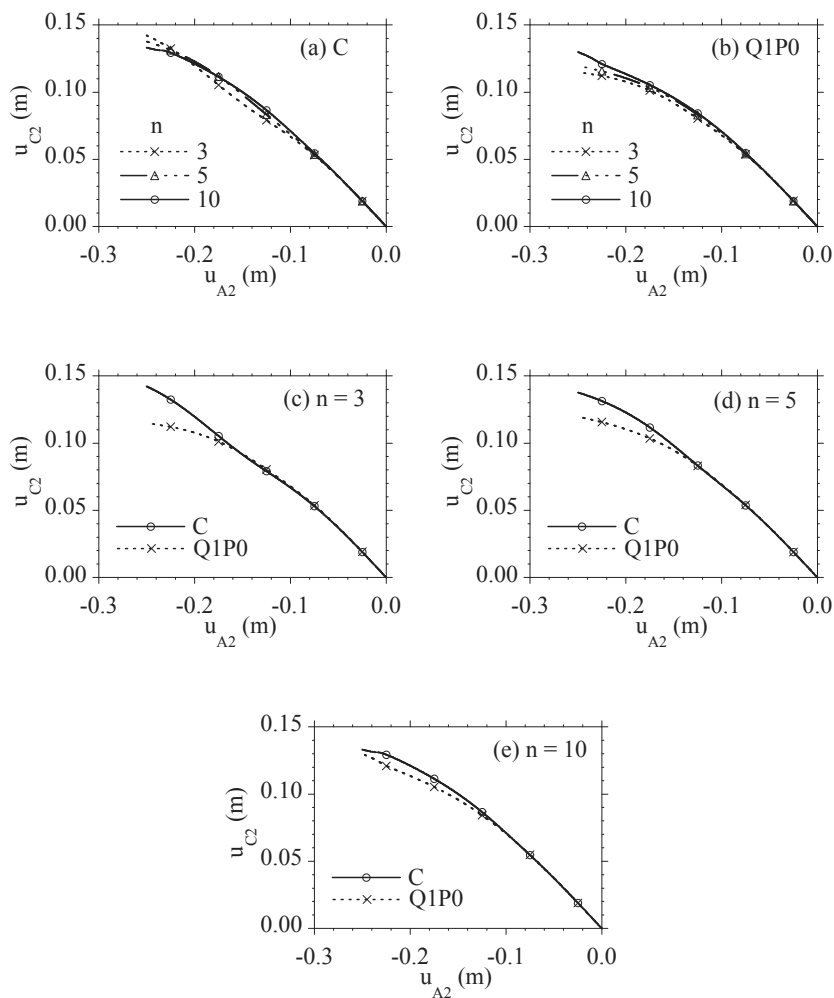 0.15
0.10
0.05
0.00
-0.3 -0.2 -0.1 0.0
u_C2 (m)
u_A2 (m)
(a) C
n
3
5
10
0.15
0.10
0.05
0.00
-0.3 -0.2 -0.1 0.0
u_C2 (m)
u_A2 (m)
(b) Q1P0
n
3
5
10
0.15
0.10
0.05
0.00
-0.3 -0.2 -0.1 0.0
u_C2 (m)
u_A2 (m)
(c) n = 3
C
Q1P0
0.15
0.10
0.05
0.00
-0.3 -0.2 -0.1 0.0
u_C2 (m)
u_A2 (m)
(d) n = 5
C
Q1P0
0.15
0.10
0.05
0.00
-0.3 -0.2 -0.1 0.0
u_C2 (m)
u_A2 (m)
(e) n = 10
C
Q1P0